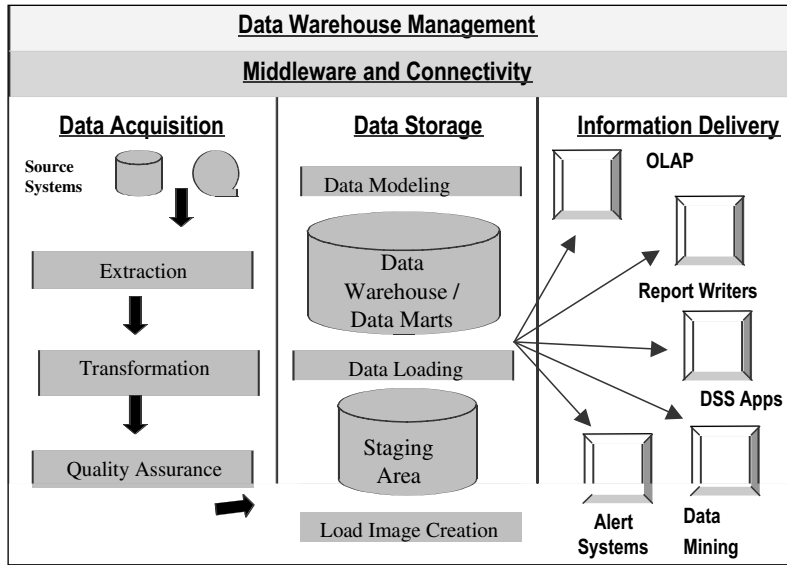 Data Warehouse Management
Middleware and Connectivity
Data Acquisition
Source
Systems
Extraction
Transformation
Quality Assurance
Data Storage
Data Modeling
Data
Warehouse /
Data Marts
Data Loading
Staging
Area
Load Image Creation
Information Delivery
OLAP
Report Writers
DSS Apps
Alert
Systems
Data
Mining